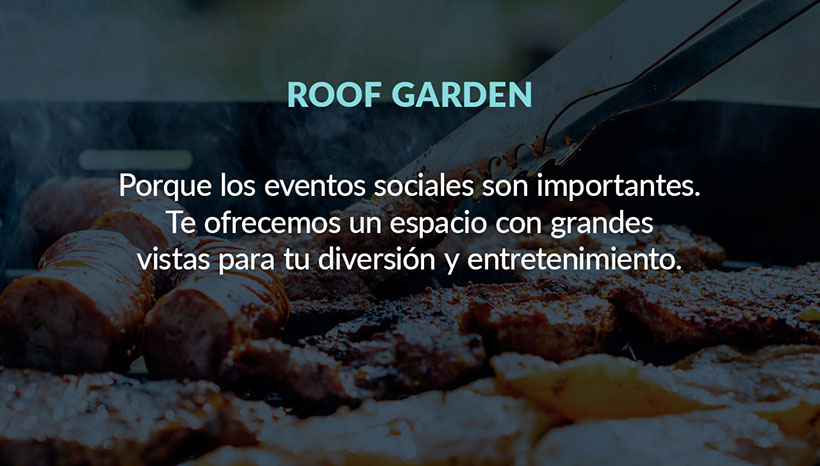 ROOF GARDEN
Porque los eventos sociales son importantes.
Te ofrecemos un espacio con grandes
vistas para tu diversión y entretenimiento.